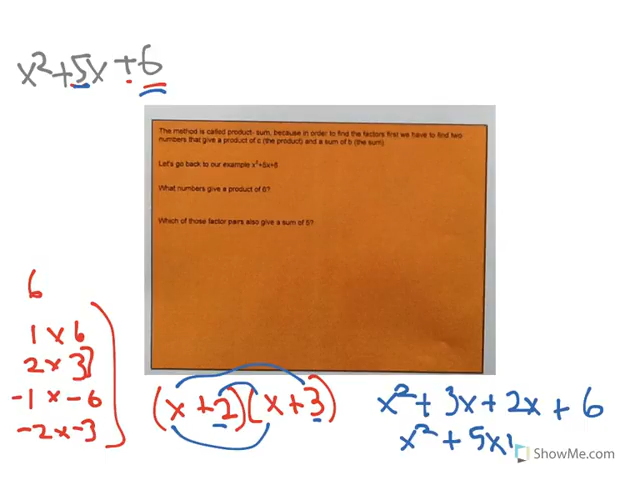 x²+5x+6
The method is called product- sum, because in order to find the factors first we have to find two
numbers that give a product of c (the product) and a sum of b (the sum)
Let's go back to our example x²+5x+6
What numbers give a product of 6?
Which of those factor pairs also give a sum of 5?
6
1 x 6
2 x 3
-1 x -6
-2 x -3
(x+2)(x+3)
x²+3x+2x+6
x²+5x
ShowMe.com